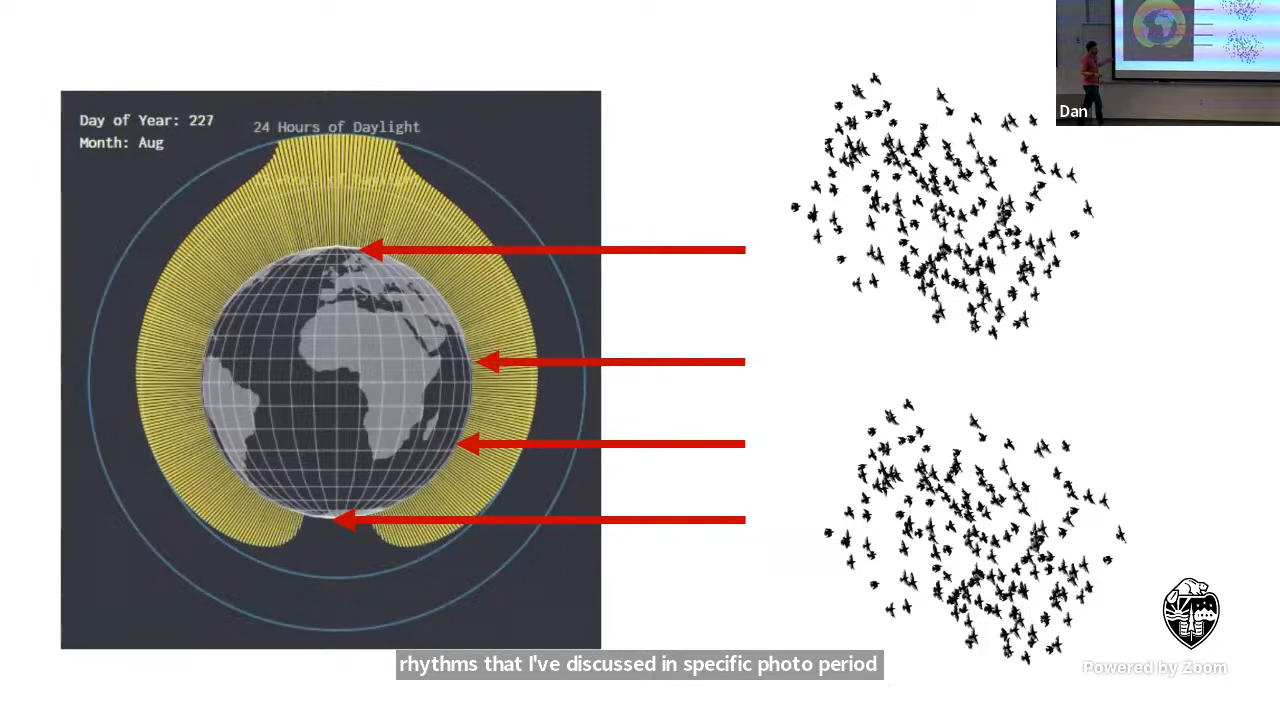 Day of Year: 227
Month: Aug
24 Hours of Daylight
Dan
rhythms that I've discussed in specific photo period
Powered by Zoom